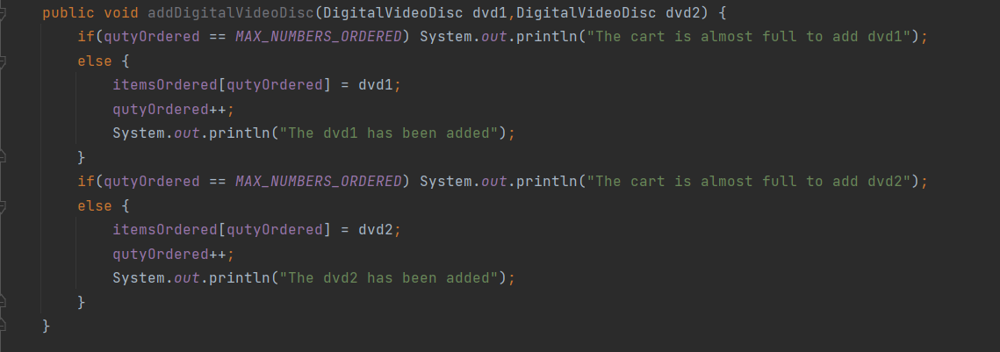 public void addDigitalVideoDisc(DigitalVideoDisc dvd1,DigitalVideoDisc dvd2) {
if(qutyOrdered == MAX_NUMBERS_ORDERED) System.out.println("The cart is almost full to add dvd1");
else {
itemsOrdered[qutyOrdered] = dvd1;
qutyOrdered++;
System.out.println("The dvd1 has been added");
}
if(qutyOrdered == MAX_NUMBERS_ORDERED) System.out.println("The cart is almost full to add dvd2");
else {
itemsOrdered[qutyOrdered] = dvd2;
qutyOrdered++;
System.out.println("The dvd2 has been added");
}
}